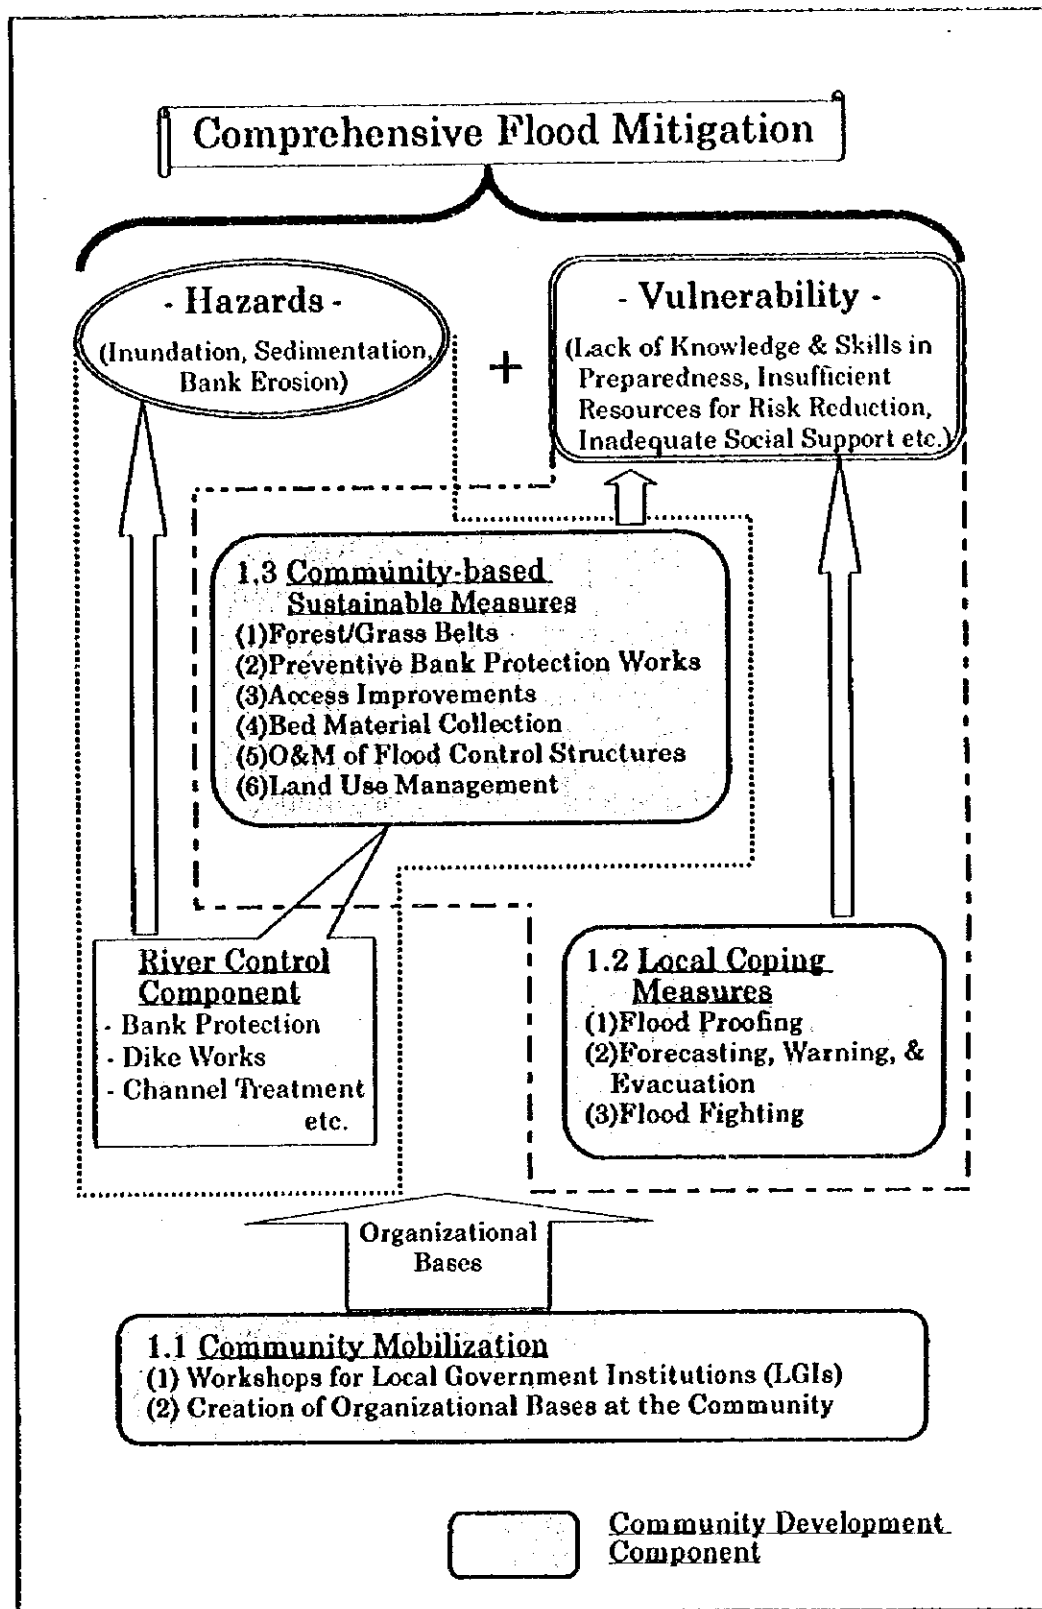 Comprehensive Flood Mitigation
- Hazards -
(Inundation, Sedimentation,
Bank Erosion)
+
- Vulnerability -
(Lack of Knowledge & Skills in
Preparedness, Insufficient
Resources for Risk Reduction,
Inadequate Social Support etc.)
1.3 Community-based
Sustainable Measures
(1)Forest/Grass Belts
(2)Preventive Bank Protection Works
(3)Access Improvements
(4)Bed Material Collection
(5)O&M of Flood Control Structures
(6)Land Use Management
River Control
Component
- Bank Protection
- Dike Works
- Channel Treatment
etc.
1.2 Local Coping
Measures
(1)Flood Proofing
(2)Forecasting, Warning, &
Evacuation
(3)Flood Fighting
Organizational
Bases
1.1 Community Mobilization
(1) Workshops for Local Government Institutions (LGIs)
(2) Creation of Organizational Bases at the Community
Community Development
Component